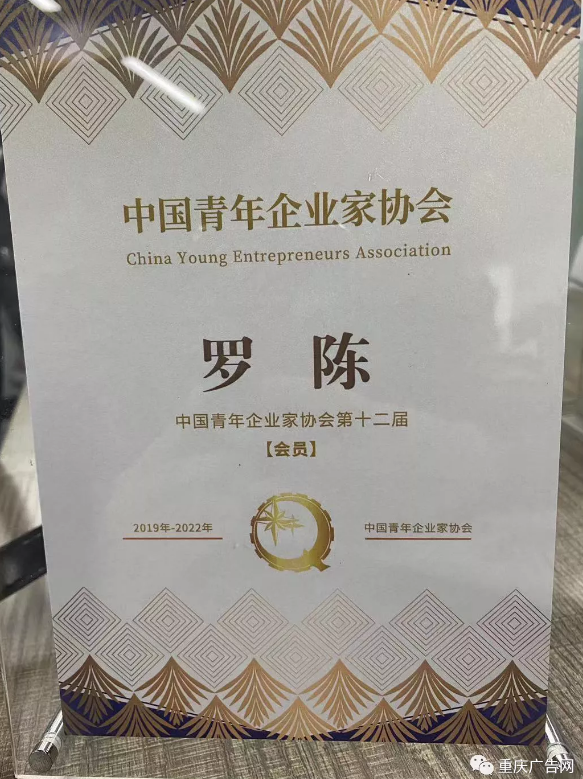 中国青年企业家协会
China Young Entrepreneurs Association
罗 陈
中国青年企业家协会第十二届
【会员】
2019年-2022年
中国青年企业家协会
重庆广告网